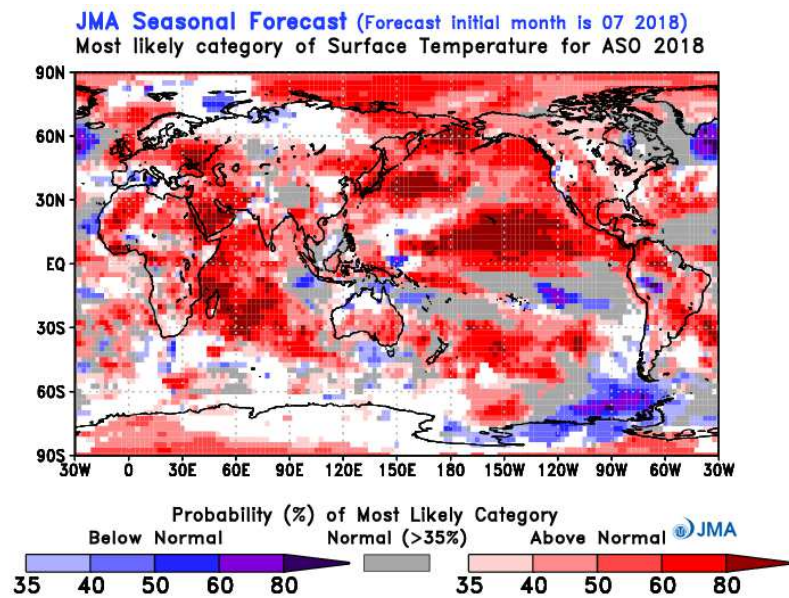 JMA Seasonal Forecast (Forecast initial month is 07 2018)
Most likely category of Surface Temperature for ASO 2018
90N
60N
30N
EQ
30S
60S
90S
30W 0 30E 60E 90E 120E 150E 180 150W 120W 90W 60W 30W
Probability (%) of Most Likely Category
Below Normal Normal (>35%) Above Normal JMA
35 40 50 60 80 35 40 50 60 80